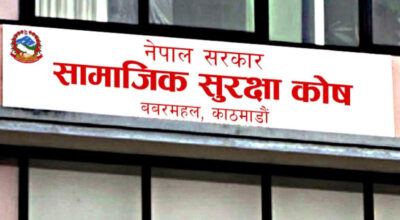 नेपाल सरकार
सामाजिक सुरक्षा कोष
बबरमहल, काठमाडौं